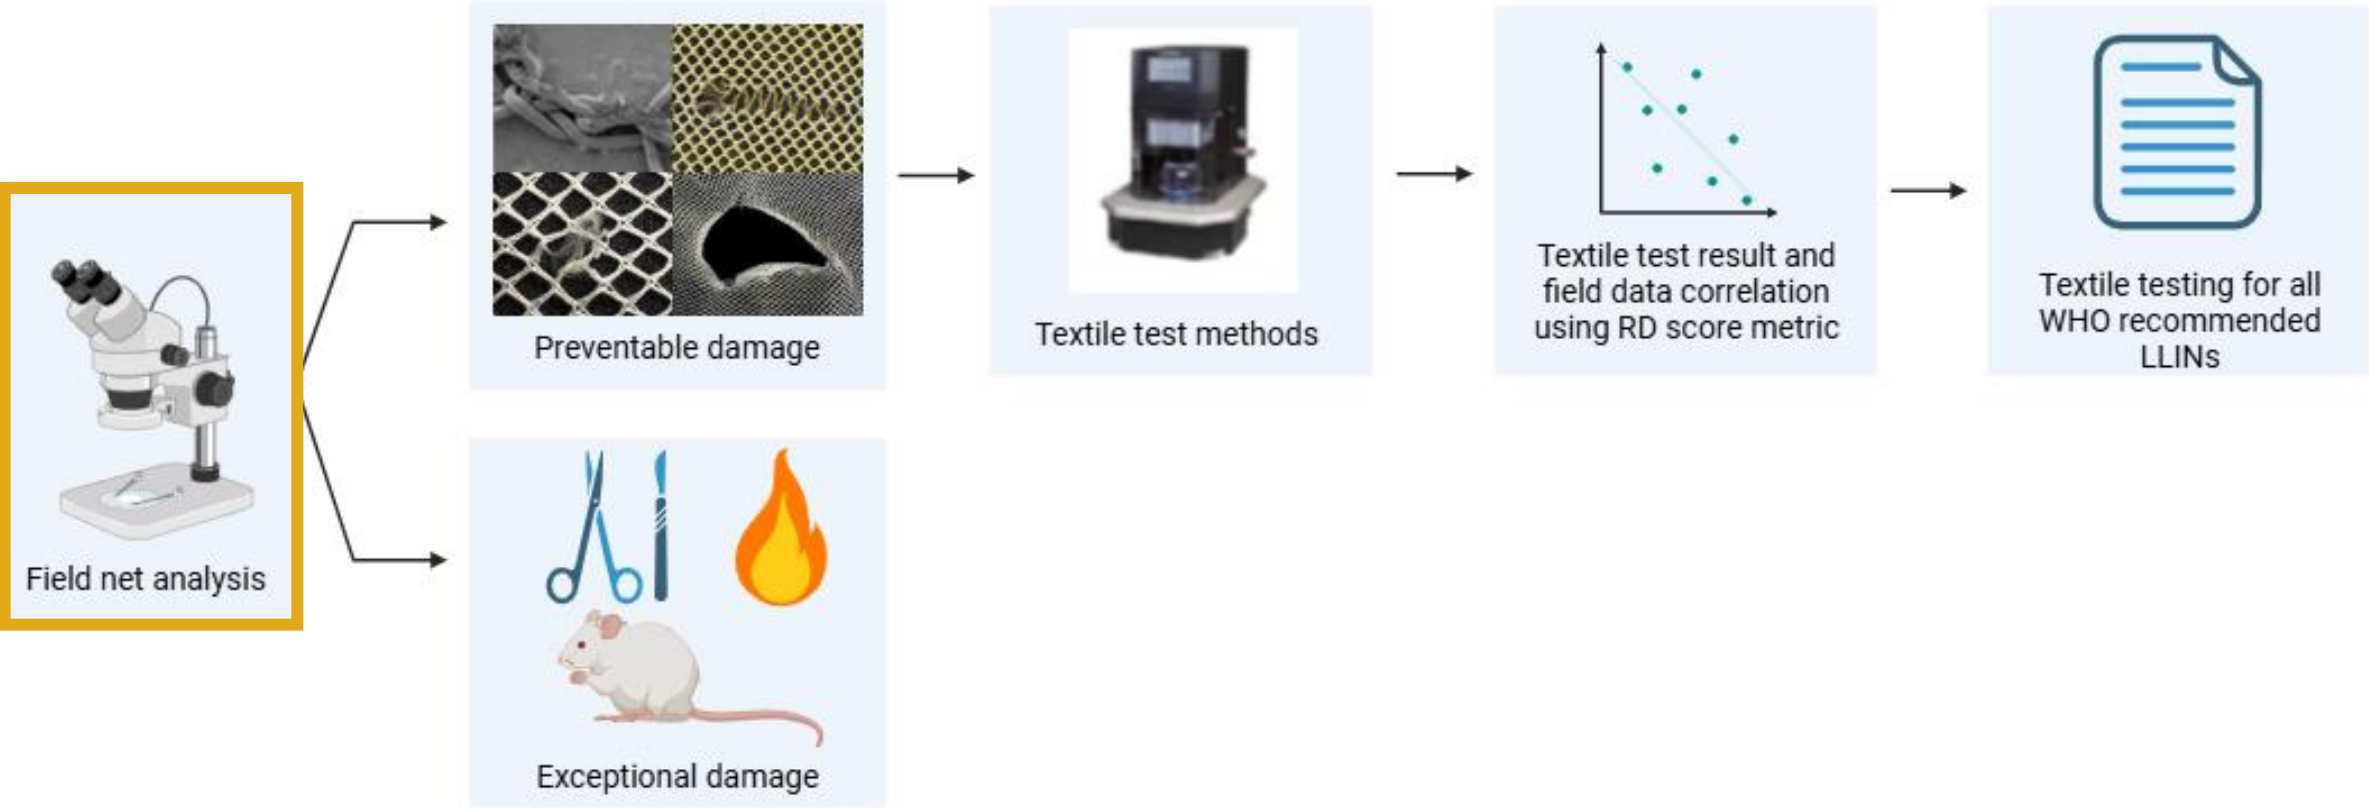 Field net analysis
Preventable damage
Exceptional damage
Textile test methods
Textile test result and
field data correlation
using RD score metric
Textile testing for all
WHO recommended
LLINs